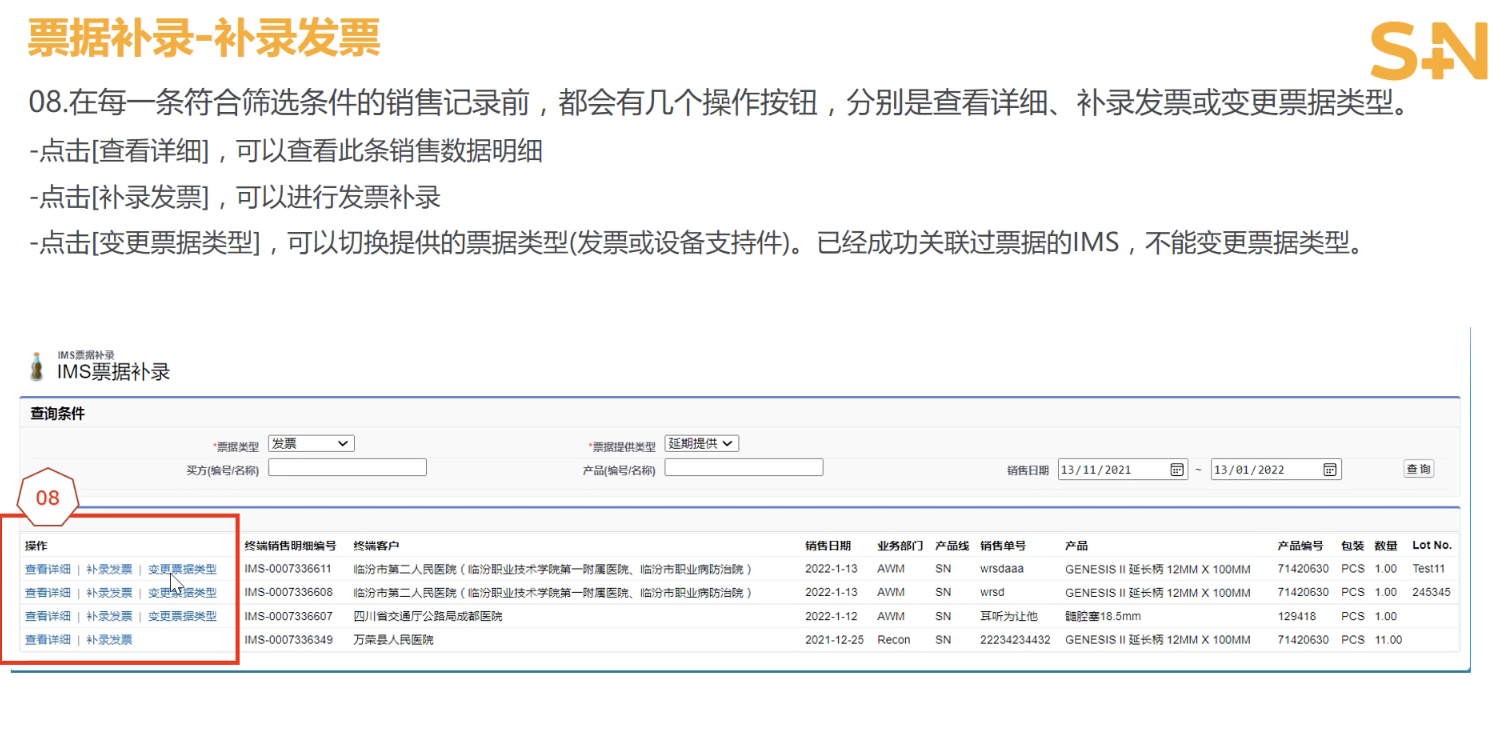 票据补录-补录发票
S+N
08.在每一条符合筛选条件的销售记录前，都会有几个操作按钮，分别是查看详细、补录发票或变更票据类型。
-点击[查看详细]，可以查看此条销售数据明细
-点击[补录发票]，可以进行发票补录
-点击[变更票据类型]，可以切换提供的票据类型(发票或设备支持件)。已经成功关联过票据的IMS，不能变更票据类型。
IMS票据补录
IMS票据补录
查询条件
*票据类型 发票 *票据提供类型 延期提供
买方(编号/名称) 产品(编号/名称) 销售日期 13/11/2021 ~ 13/01/2022 查 询
08
操作 终端销售明细编号 终端客户 销售日期 业务部门 产品线 销售单号 产品 产品编号 包装 数量 Lot No.
查看详细 | 补录发票 | 变更票据类型 IMS-0007336611 临汾市第二人民医院（临汾职业技术学院第一附属医院、临汾市职业病防治院） 2022-1-13 AWM SN wrsdaaa GENESIS II 延长柄 12MM X 100MM 71420630 PCS 1.00 Test11
查看详细 | 补录发票 | 变更票据类型 IMS-0007336608 临汾市第二人民医院（临汾职业技术学院第一附属医院、临汾市职业病防治院） 2022-1-13 AWM SN wrsd GENESIS II 延长柄 12MM X 100MM 71420630 PCS 1.00 245345
查看详细 | 补录发票 | 变更票据类型 IMS-0007336607 四川省交通厅公路局成都医院 2022-1-12 AWM SN 耳听为让他 髓腔塞18.5mm 129418 PCS 1.00
查看详细 | 补录发票 IMS-0007336349 万荣县人民医院 2021-12-25 Recon SN 22234234432 GENESIS II 延长柄 12MM X 100MM 71420630 PCS 11.00